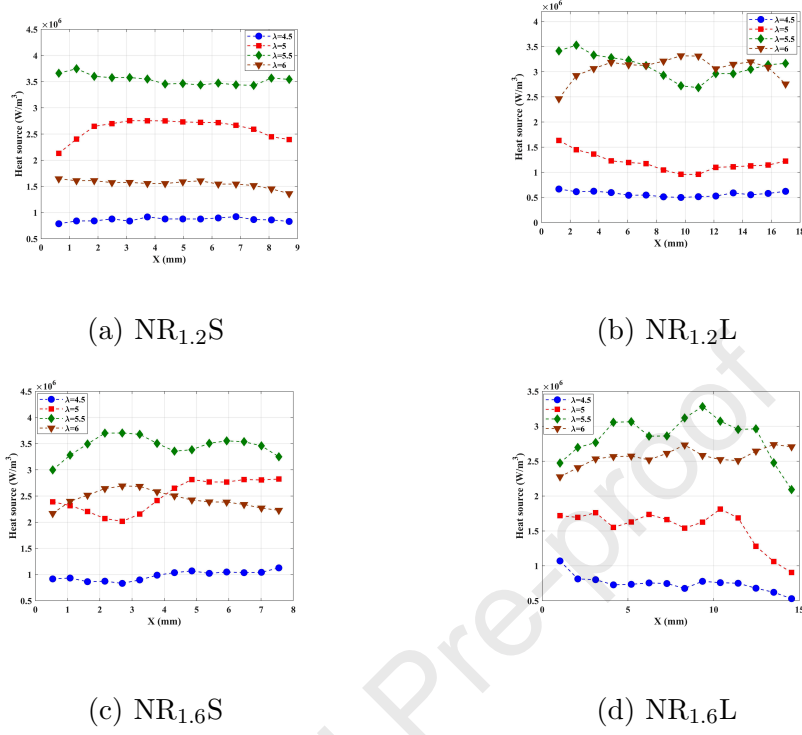 ×10⁶
λ=4.5
λ=5
λ=5.5
λ=6
Heat source (W/m³)
4.5
4
3.5
3
2.5
2
1.5
1
0.5
0 1 2 3 4 5 6 7 8 9
X (mm)
(a) NR₁.₂S
×10⁶
λ=4.5
λ=5
λ=5.5
λ=6
Heat source (W/m³)
4
3.5
3
2.5
2
1.5
1
0.5
0
0 2 4 6 8 10 12 14 16 18
X (mm)
(b) NR₁.₂L
×10⁶
λ=4.5
λ=5
λ=5.5
λ=6
Heat source (W/m³)
4.5
4
3.5
3
2.5
2
1.5
1
0.5
0 1 2 3 4 5 6 7 8
X (mm)
(c) NR₁.₆S
×10⁶
λ=4.5
λ=5
λ=5.5
λ=6
Heat source (W/m³)
3.5
3
2.5
2
1.5
1
0.5
5 10 15
X (mm)
(d) NR₁.₆L
Pre-proof